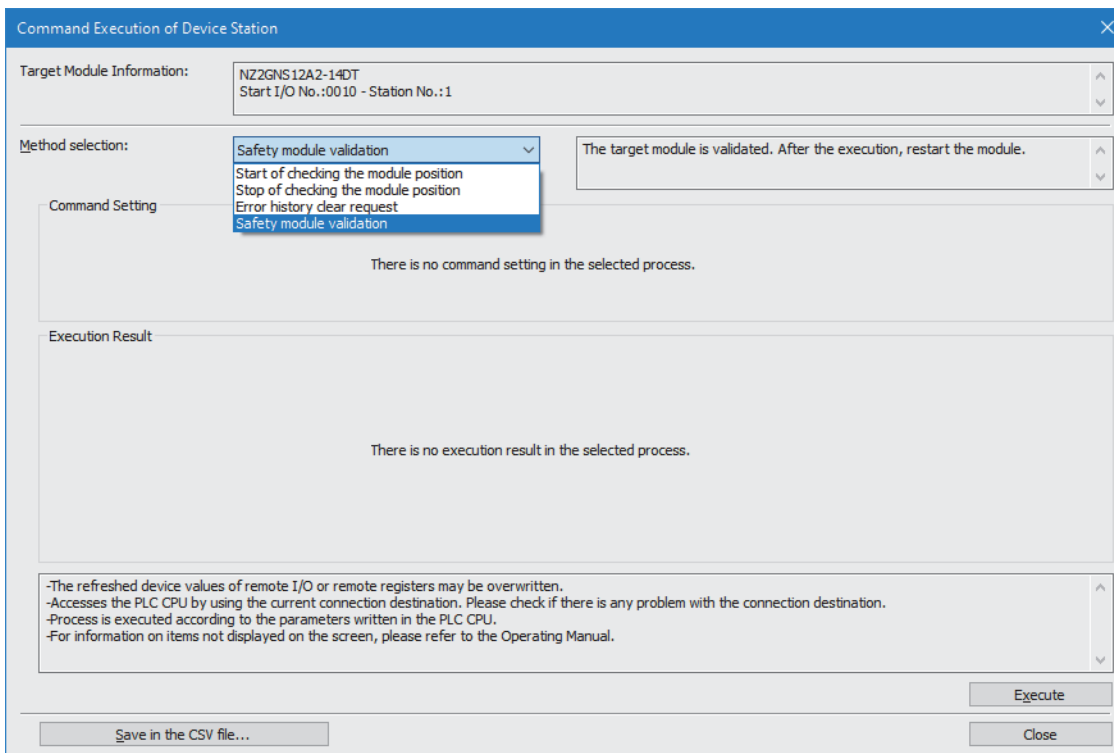 Command Execution of Device Station
Target Module Information:
NZ2GNS12A2-14DT
Start I/O No.:0010 - Station No.:1
Method selection:
Safety module validation
The target module is validated. After the execution, restart the module.
Start of checking the module position
Stop of checking the module position
Error history clear request
Safety module validation
Command Setting
There is no command setting in the selected process.
Execution Result
There is no execution result in the selected process.
-The refreshed device values of remote I/O or remote registers may be overwritten.
-Accesses the PLC CPU by using the current connection destination. Please check if there is any problem with the connection destination.
-Process is executed according to the parameters written in the PLC CPU.
-For information on items not displayed on the screen, please refer to the Operating Manual.
Execute
Save in the CSV file...
Close